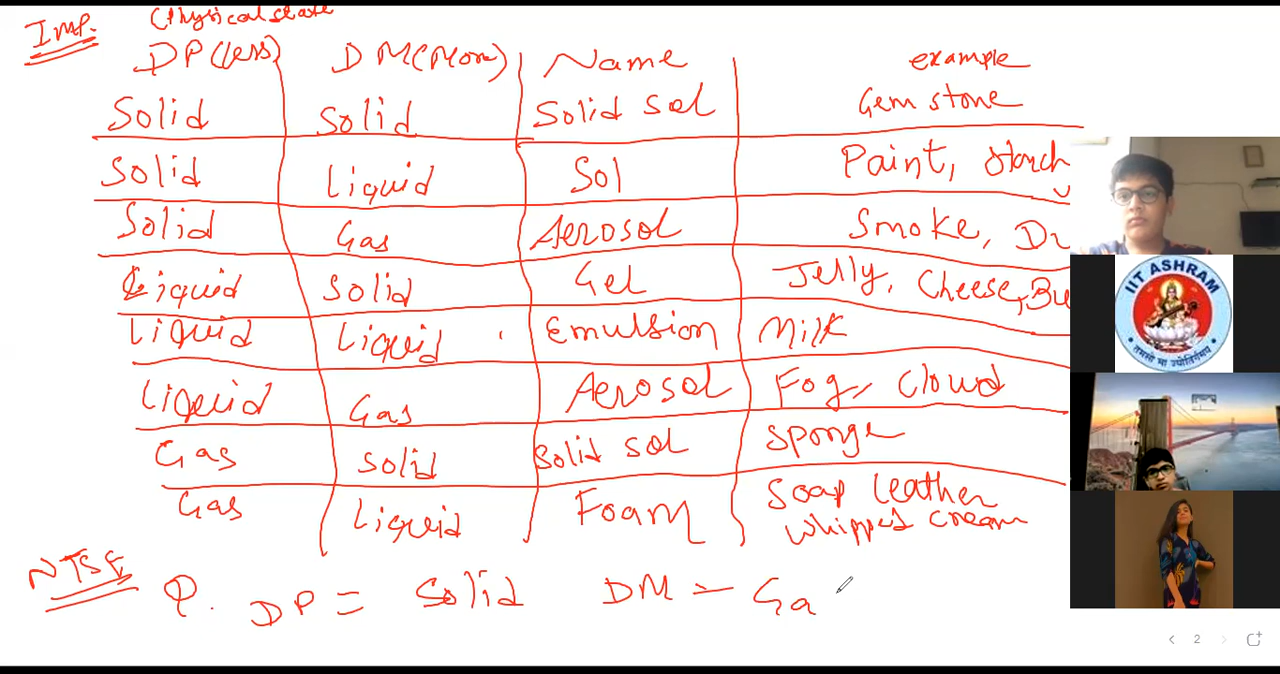 Imp. (Physical state
DP(less) DM(More) Name example
Solid Solid Solid sol Gem stone
Solid Liquid Sol Paint, Starch
Solid Gas Aerosol Smoke,
Liquid Solid Gel Jelly, Cheese,
Liquid Liquid Emulsion Milk
Liquid Gas Aerosol Fog, Cloud
Gas Solid Solid sol Sponge
Gas Liquid Foam Soap leather
Whipped cream
NTSE
Q. DP = Solid DM = Ga
IIT ASHRAM
तमसो मा ज्योतिर्गमय
2